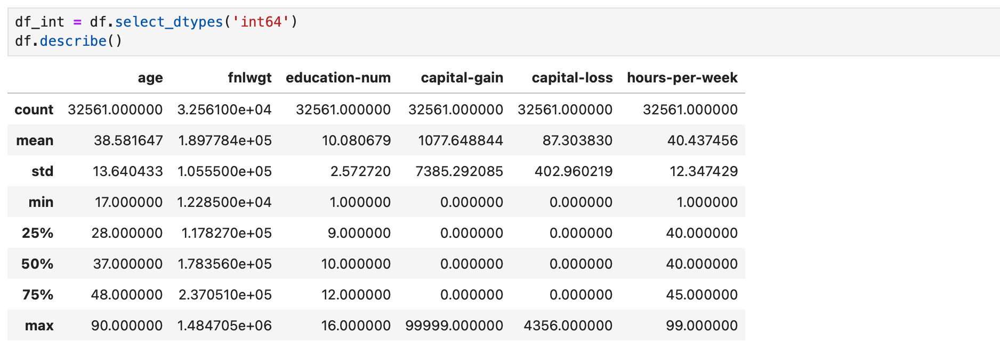 df_int = df.select_dtypes('int64')
df.describe()
age fnlwgt education-num capital-gain capital-loss hours-per-week
count 32561.000000 3.256100e+04 32561.000000 32561.000000 32561.000000 32561.000000
mean 38.581647 1.897784e+05 10.080679 1077.648844 87.303830 40.437456
std 13.640433 1.055500e+05 2.572720 7385.292085 402.960219 12.347429
min 17.000000 1.228500e+04 1.000000 0.000000 0.000000 1.000000
25% 28.000000 1.178270e+05 9.000000 0.000000 0.000000 40.000000
50% 37.000000 1.783560e+05 10.000000 0.000000 0.000000 40.000000
75% 48.000000 2.370510e+05 12.000000 0.000000 0.000000 45.000000
max 90.000000 1.484705e+06 16.000000 99999.000000 4356.000000 99.000000